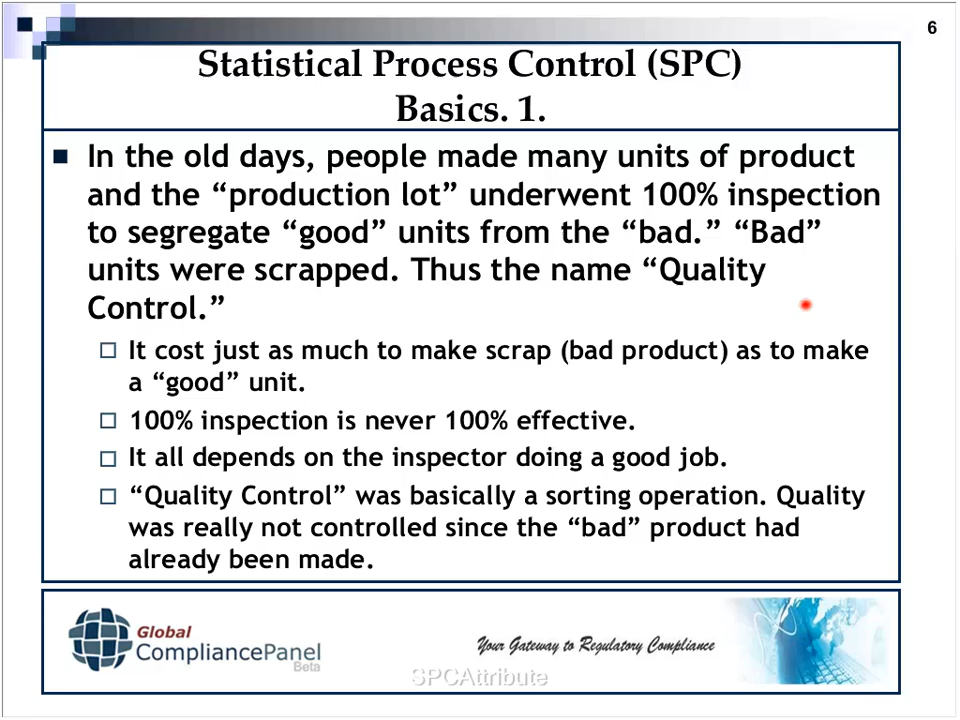 6
Statistical Process Control (SPC)
Basics. 1.
In the old days, people made many units of product
and the “production lot” underwent 100% inspection
to segregate “good” units from the “bad.” “Bad”
units were scrapped. Thus the name “Quality
Control.”
It cost just as much to make scrap (bad product) as to make
a “good” unit.
100% inspection is never 100% effective.
It all depends on the inspector doing a good job.
“Quality Control” was basically a sorting operation. Quality
was really not controlled since the “bad” product had
already been made.
Global
CompliancePanel
Beta
Your Gateway to Regulatory Compliance
SPCAttribute